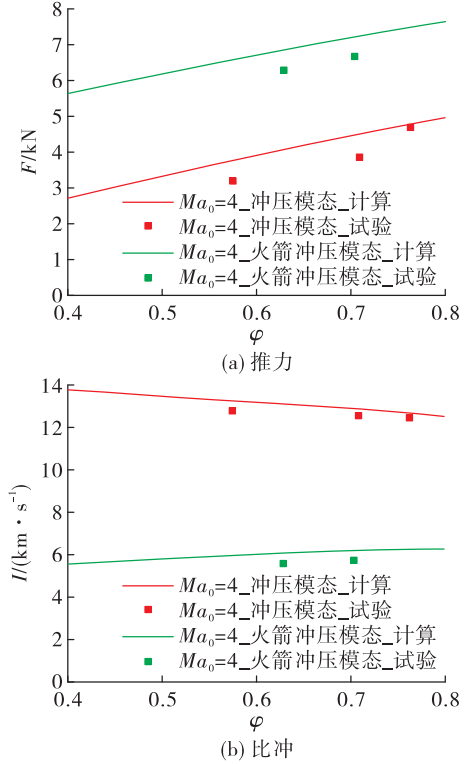 8
7
6
5
4
3
2
1
0
F/kN
Ma₀=4_冲压模态_计算
Ma₀=4_冲压模态_试验
Ma₀=4_火箭冲压模态_计算
Ma₀=4_火箭冲压模态_试验
0.4 0.5 0.6 0.7 0.8
φ
(a) 推力
14
12
10
8
6
4
2
0
I/(km·s⁻¹)
Ma₀=4_冲压模态_计算
Ma₀=4_冲压模态_试验
Ma₀=4_火箭冲压模态_计算
Ma₀=4_火箭冲压模态_试验
0.4 0.5 0.6 0.7 0.8
φ
(b) 比冲